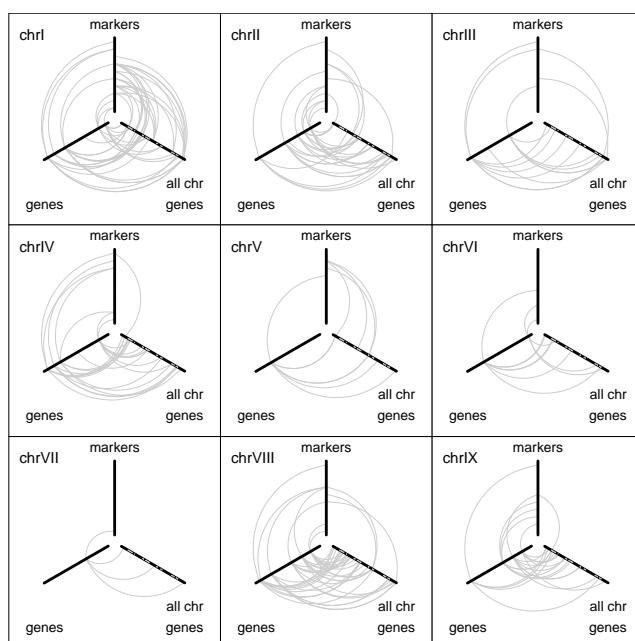 chrI
markers
genes
all chr
genes
chrII
markers
genes
all chr
genes
chrIII
markers
genes
all chr
genes
chrIV
markers
genes
all chr
genes
chrV
markers
genes
all chr
genes
chrVI
markers
genes
all chr
genes
chrVII
markers
genes
all chr
genes
chrVIII
markers
genes
all chr
genes
chrIX
markers
genes
all chr
genes